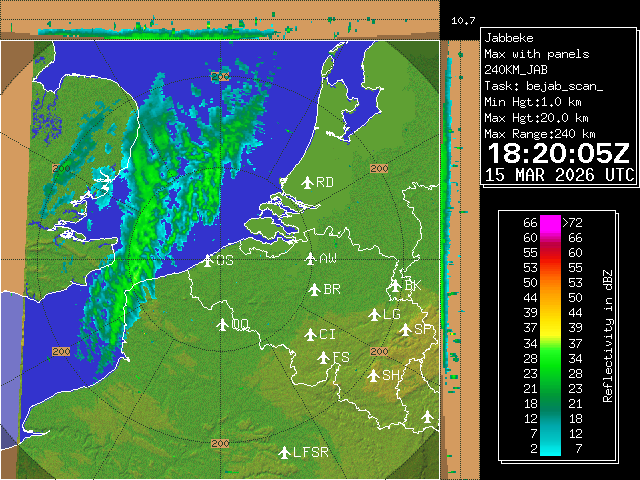 10.7
Jabbeke
Max with panels
240KM_JAB
Task: bejab_scan_
Min Hgt:1.0 km
Max Hgt:20.0 km
Max Range:240 km
18:20:05Z
15 MAR 2026 UTC
200
200
200
RD
OS
AW
BR
BK
LG
QQ
CI
SP
200
200
FS
SH
200
LFSR
66 >72
60 66
55 60
53 55
50 53
44 50
39 44
37 39
34 37
28 34
24 28
23 24
21 23
18 21
12 18
7 12
2 7
Reflectivity in dBZ